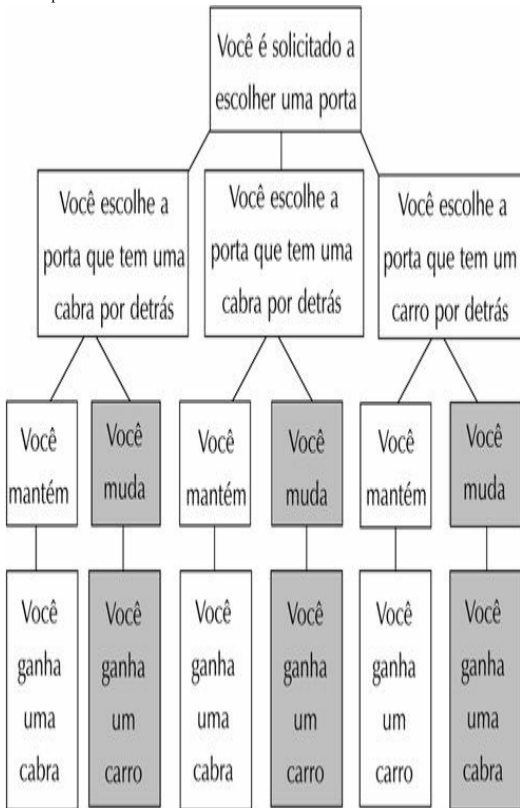 Você é solicitado a
escolher uma porta
Você escolhe a
porta que tem uma
cabra por detrás
Você escolhe a
porta que tem uma
cabra por detrás
Você escolhe a
porta que tem um
carro por detrás
Você
mantém
Você
muda
Você
mantém
Você
muda
Você
mantém
Você
muda
Você
ganha
uma
cabra
Você
ganha
um
carro
Você
ganha
uma
cabra
Você
ganha
um
carro
Você
ganha
um
carro
Você
ganha
uma
cabra